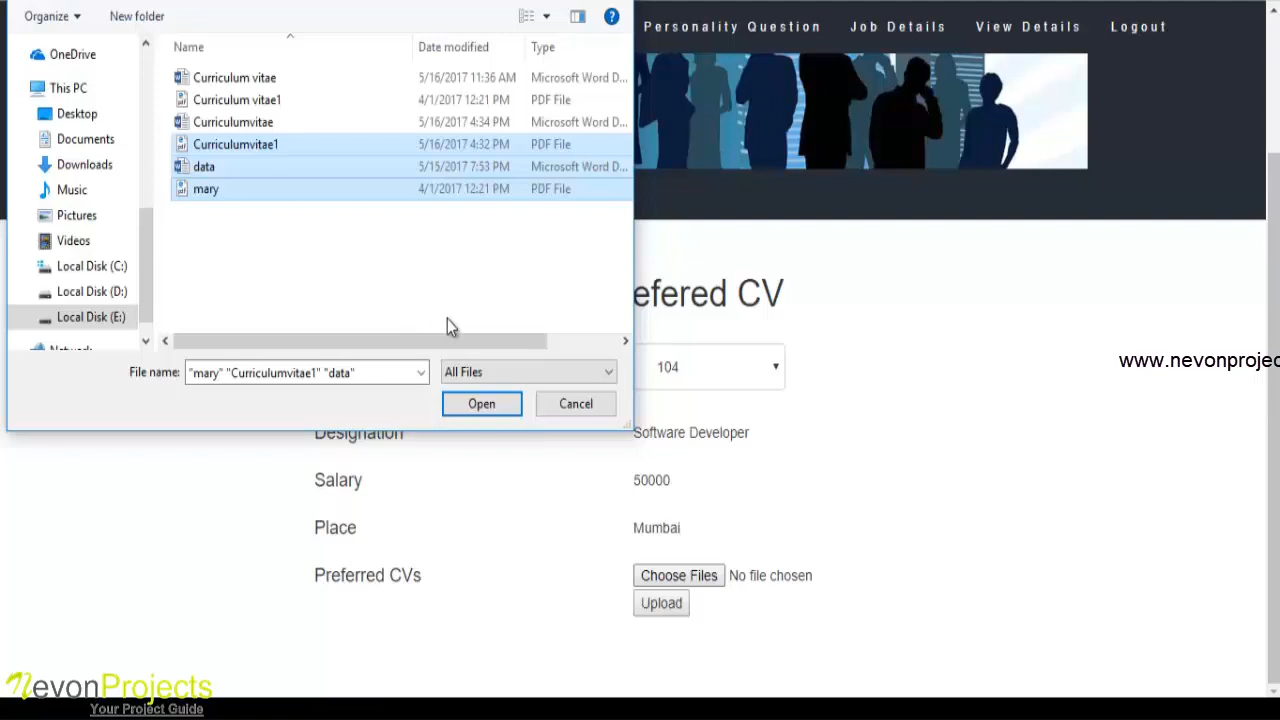 Organize New folder
Personality Question Job Details View Details Logout
Name Date modified Type
OneDrive
This PC
Desktop
Documents
Downloads
Music
Pictures
Videos
Local Disk (C:)
Local Disk (D:)
Local Disk (E:)
Curriculum vitae 5/16/2017 11:36 AM Microsoft Word D...
Curriculum vitae1 4/1/2017 12:21 PM PDF File
Curriculumvitae 5/16/2017 4:34 PM Microsoft Word D...
Curriculumvitae1 5/16/2017 4:32 PM PDF File
data 5/15/2017 7:53 PM Microsoft Word D...
mary 4/1/2017 12:21 PM PDF File
File name: "mary" "Curriculumvitae1" "data" All Files
Open Cancel
efered CV
104
www.nevonprojec
Designation Software Developer
Salary 50000
Place Mumbai
Preferred CVs Choose Files No file chosen
Upload
NevonProjects
Your Project Guide